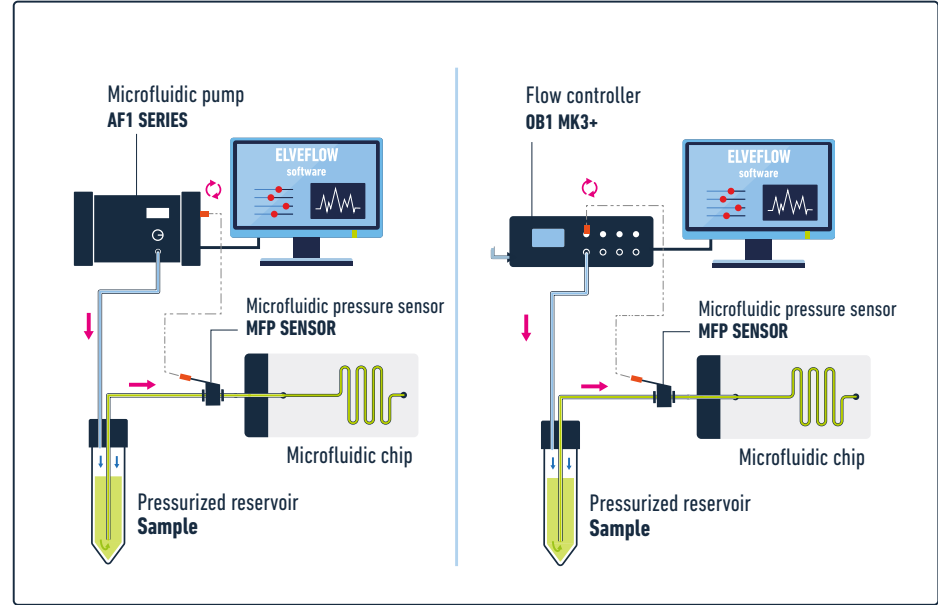 Microfluidic pump
AF1 SERIES
ELVEFLOW
software
Microfluidic pressure sensor
MFP SENSOR
Microfluidic chip
Pressurized reservoir
Sample
Flow controller
OB1 MK3+
ELVEFLOW
software
Microfluidic pressure sensor
MFP SENSOR
Microfluidic chip
Pressurized reservoir
Sample